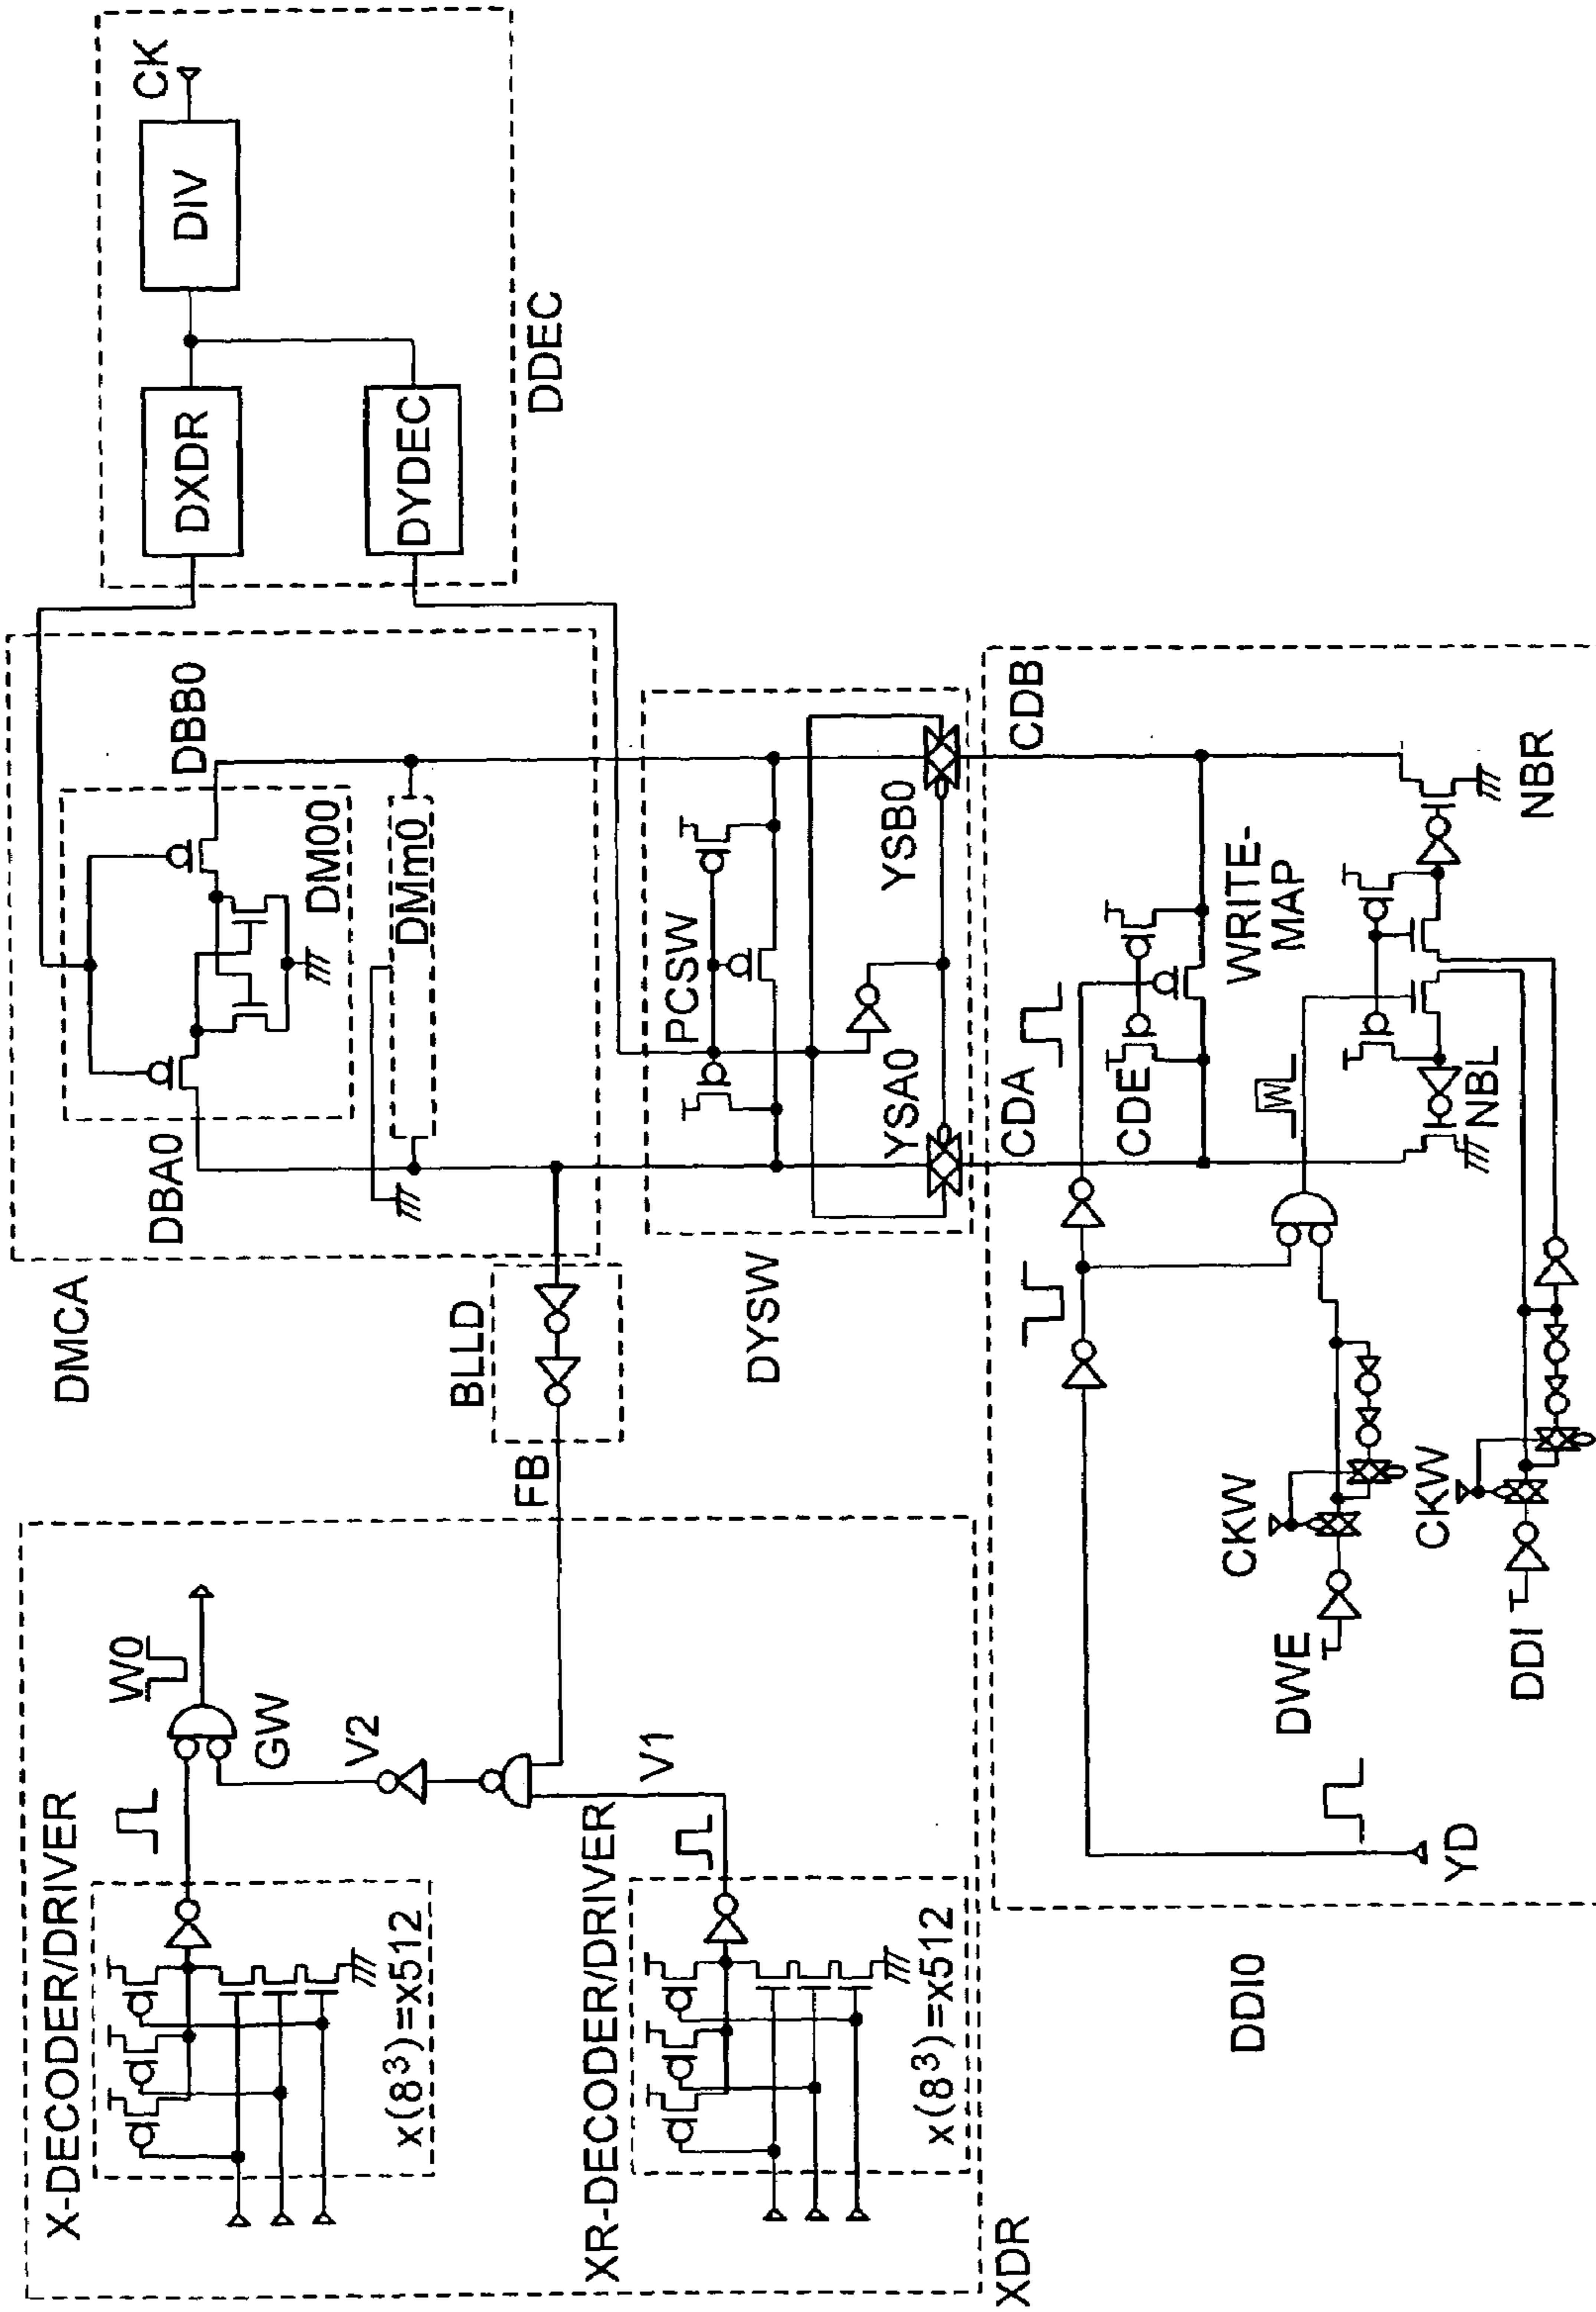 X-DECODER/DRIVER
x(8³)=x512
W0
GW
V2
V1
XR-DECODER/DRIVER
x(8³)=x512
XDR
FB
BLLD
DMCA
DBA0
DBB0
DM00
DMm0
CK
DIV
DXDR
DYDEC
DDEC
PCSW
YSA0
YSB0
DYSW
CDA
CDB
CDE
WRITE-
MAP
W
NBL
NBR
CKW
DWE
CKW
DDI
YD
DDI0